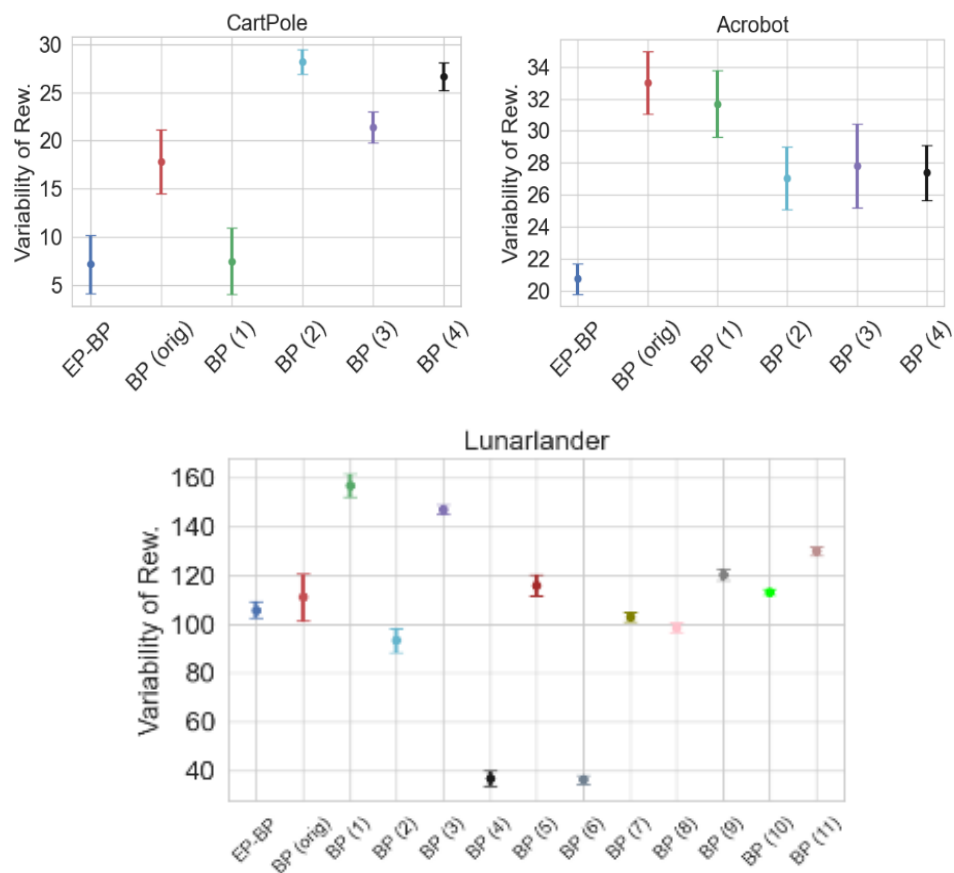 CartPole
Variability of Rew.
30
25
20
15
10
5
EP-BP
BP (orig)
BP (1)
BP (2)
BP (3)
BP (4)
Acrobot
Variability of Rew.
34
32
30
28
26
24
22
20
EP-BP
BP (orig)
BP (1)
BP (2)
BP (3)
BP (4)
Lunarlander
Variability of Rew.
160
140
120
100
80
60
40
EP-BP
BP (orig)
BP (1)
BP (2)
BP (3)
BP (4)
BP (5)
BP (6)
BP (7)
BP (8)
BP (9)
BP (10)
BP (11)